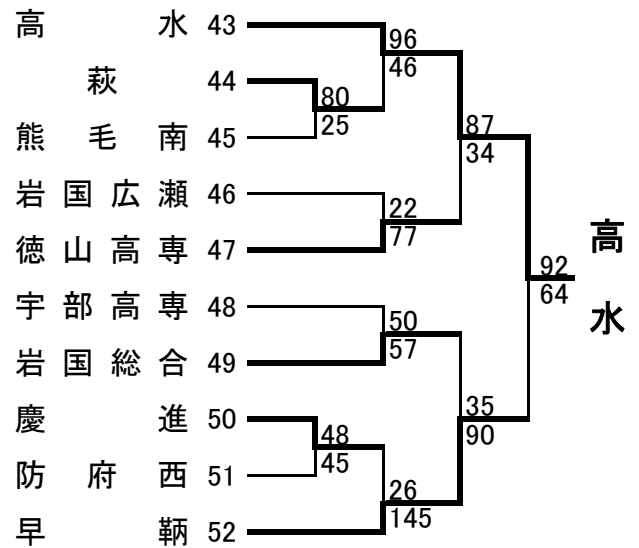 高水 43
萩 44
熊毛南 45
岩国広瀬 46
徳山高専 47
宇部高専 48
岩国総合 49
慶進 50
防府西 51
早鞆 52
80
25
48
45
96
46
22
77
50
57
26
145
87
34
35
90
92
64
高水